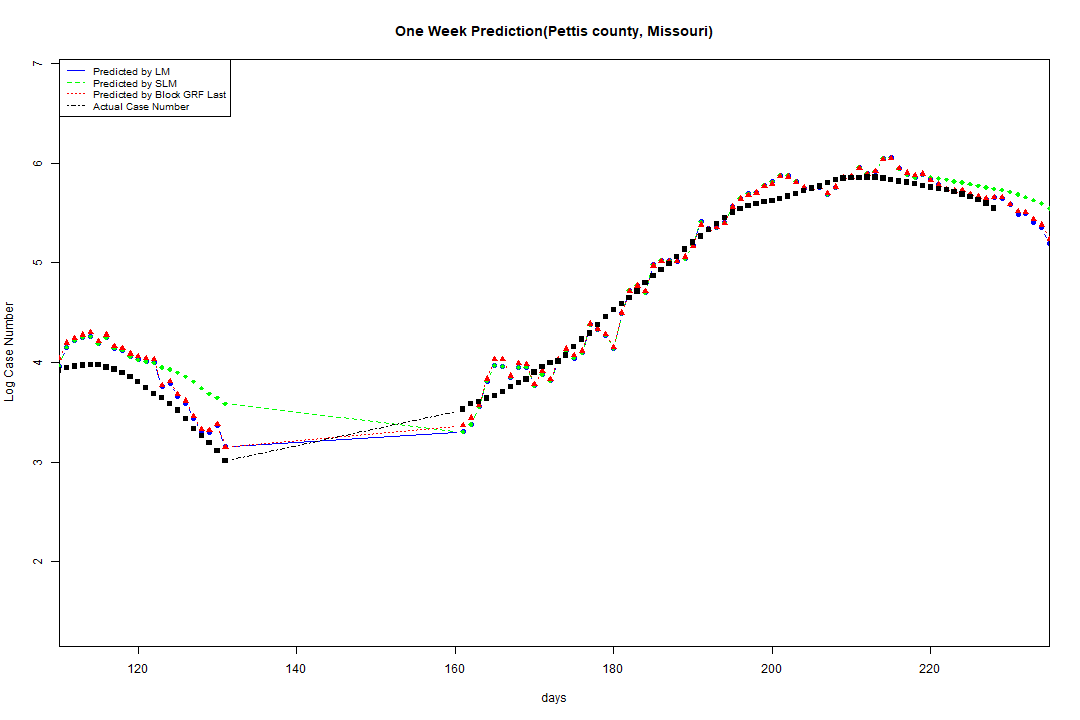 One Week Prediction(Pettis county, Missouri)
Predicted by LM
Predicted by SLM
Predicted by Block GRF Last
Actual Case Number
7
6
5
4
3
2
Log Case Number
120 140 160 180 200 220
days